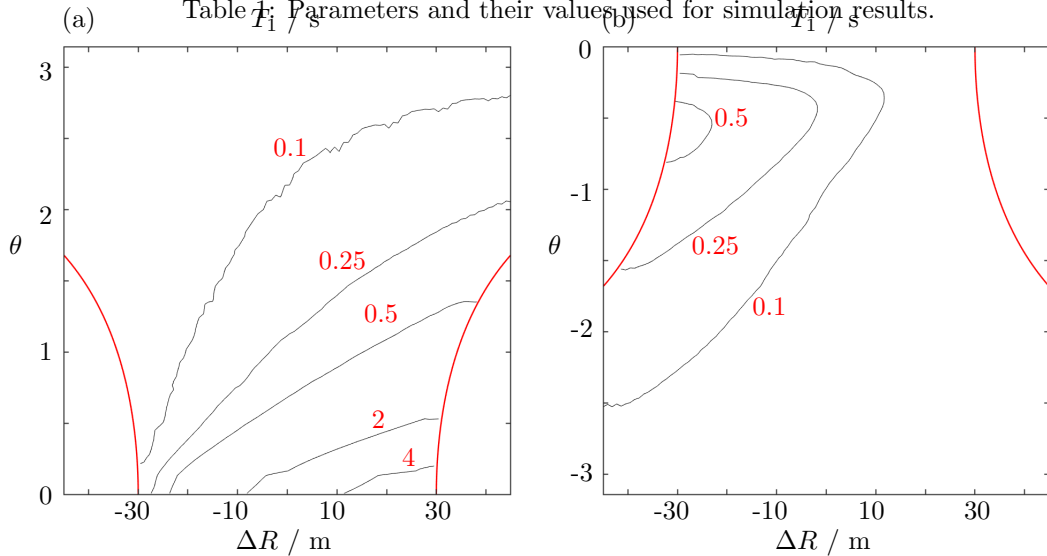 Table 1: Parameters and their values used for simulation results.
(a) T_i / s
(b) T_i / s
3
2
1
0
θ
0.1
0.25
0.5
2
4
-30 -10 10 30
ΔR / m
0
-1
-2
-3
θ
0.5
0.25
0.1
-30 -10 10 30
ΔR / m